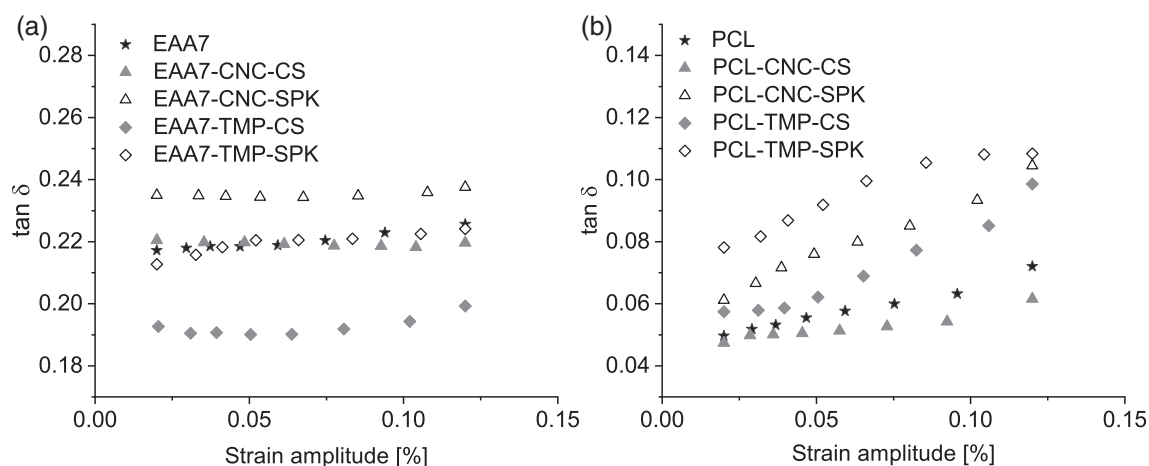 (a)
EAA7
EAA7-CNC-CS
EAA7-CNC-SPK
EAA7-TMP-CS
EAA7-TMP-SPK
0.28
0.26
0.24
0.22
0.20
0.18
tan δ
0.00 0.05 0.10 0.15
Strain amplitude [%]
(b)
PCL
PCL-CNC-CS
PCL-CNC-SPK
PCL-TMP-CS
PCL-TMP-SPK
0.14
0.12
0.10
0.08
0.06
0.04
tan δ
0.00 0.05 0.10 0.15
Strain amplitude [%]